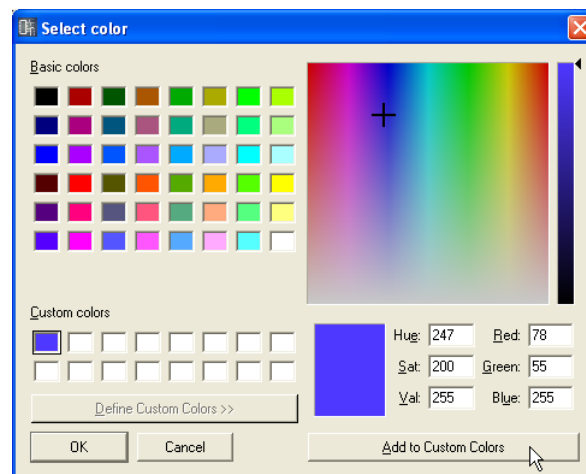 Select color
Basic colors
Custom colors
Hue: 247 Red: 78
Sat: 200 Green: 55
Val: 255 Blue: 255
Define Custom Colors >>
OK Cancel Add to Custom Colors